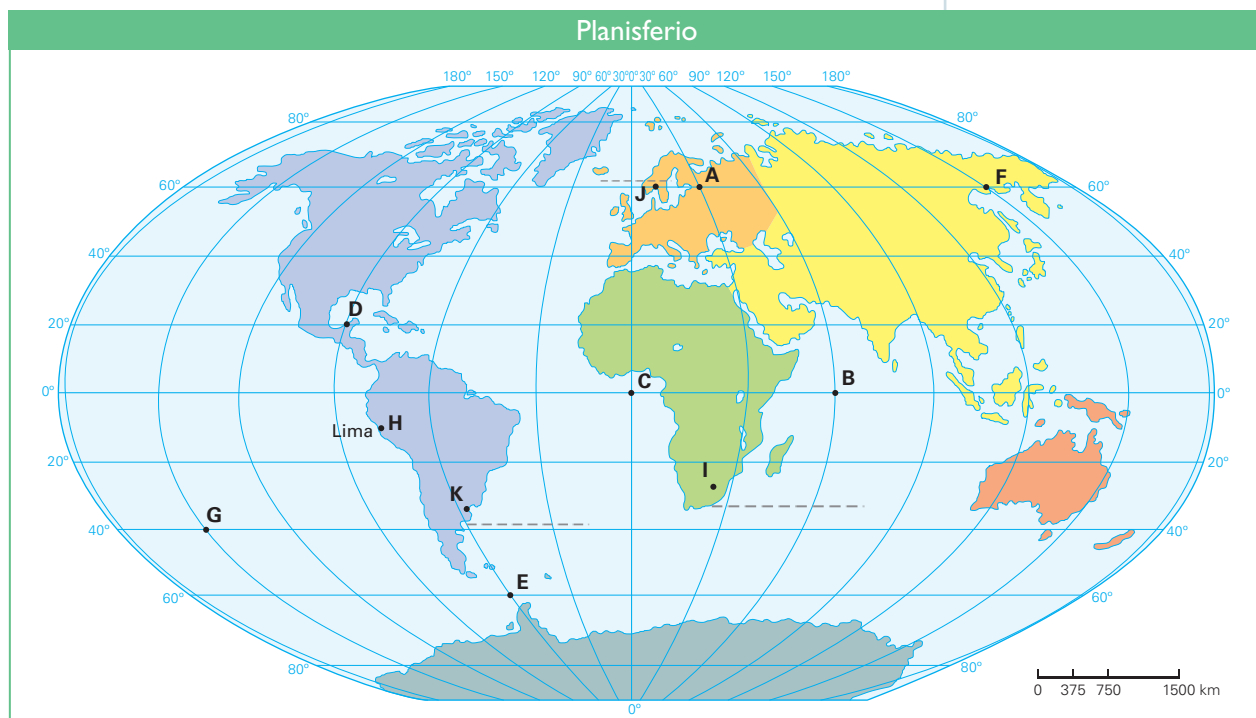 Planisferio
180° 150° 120° 90° 60° 30° 0° 30° 60° 90° 120° 150° 180°
80° 80°
J A F
60° 60°
40° 40°
D
20° 20°
C B
0° 0°
Lima H
20° I 20°
K
G
40° 40°
E
60° 60°
80° 80°
0 375 750 1500 km
0°